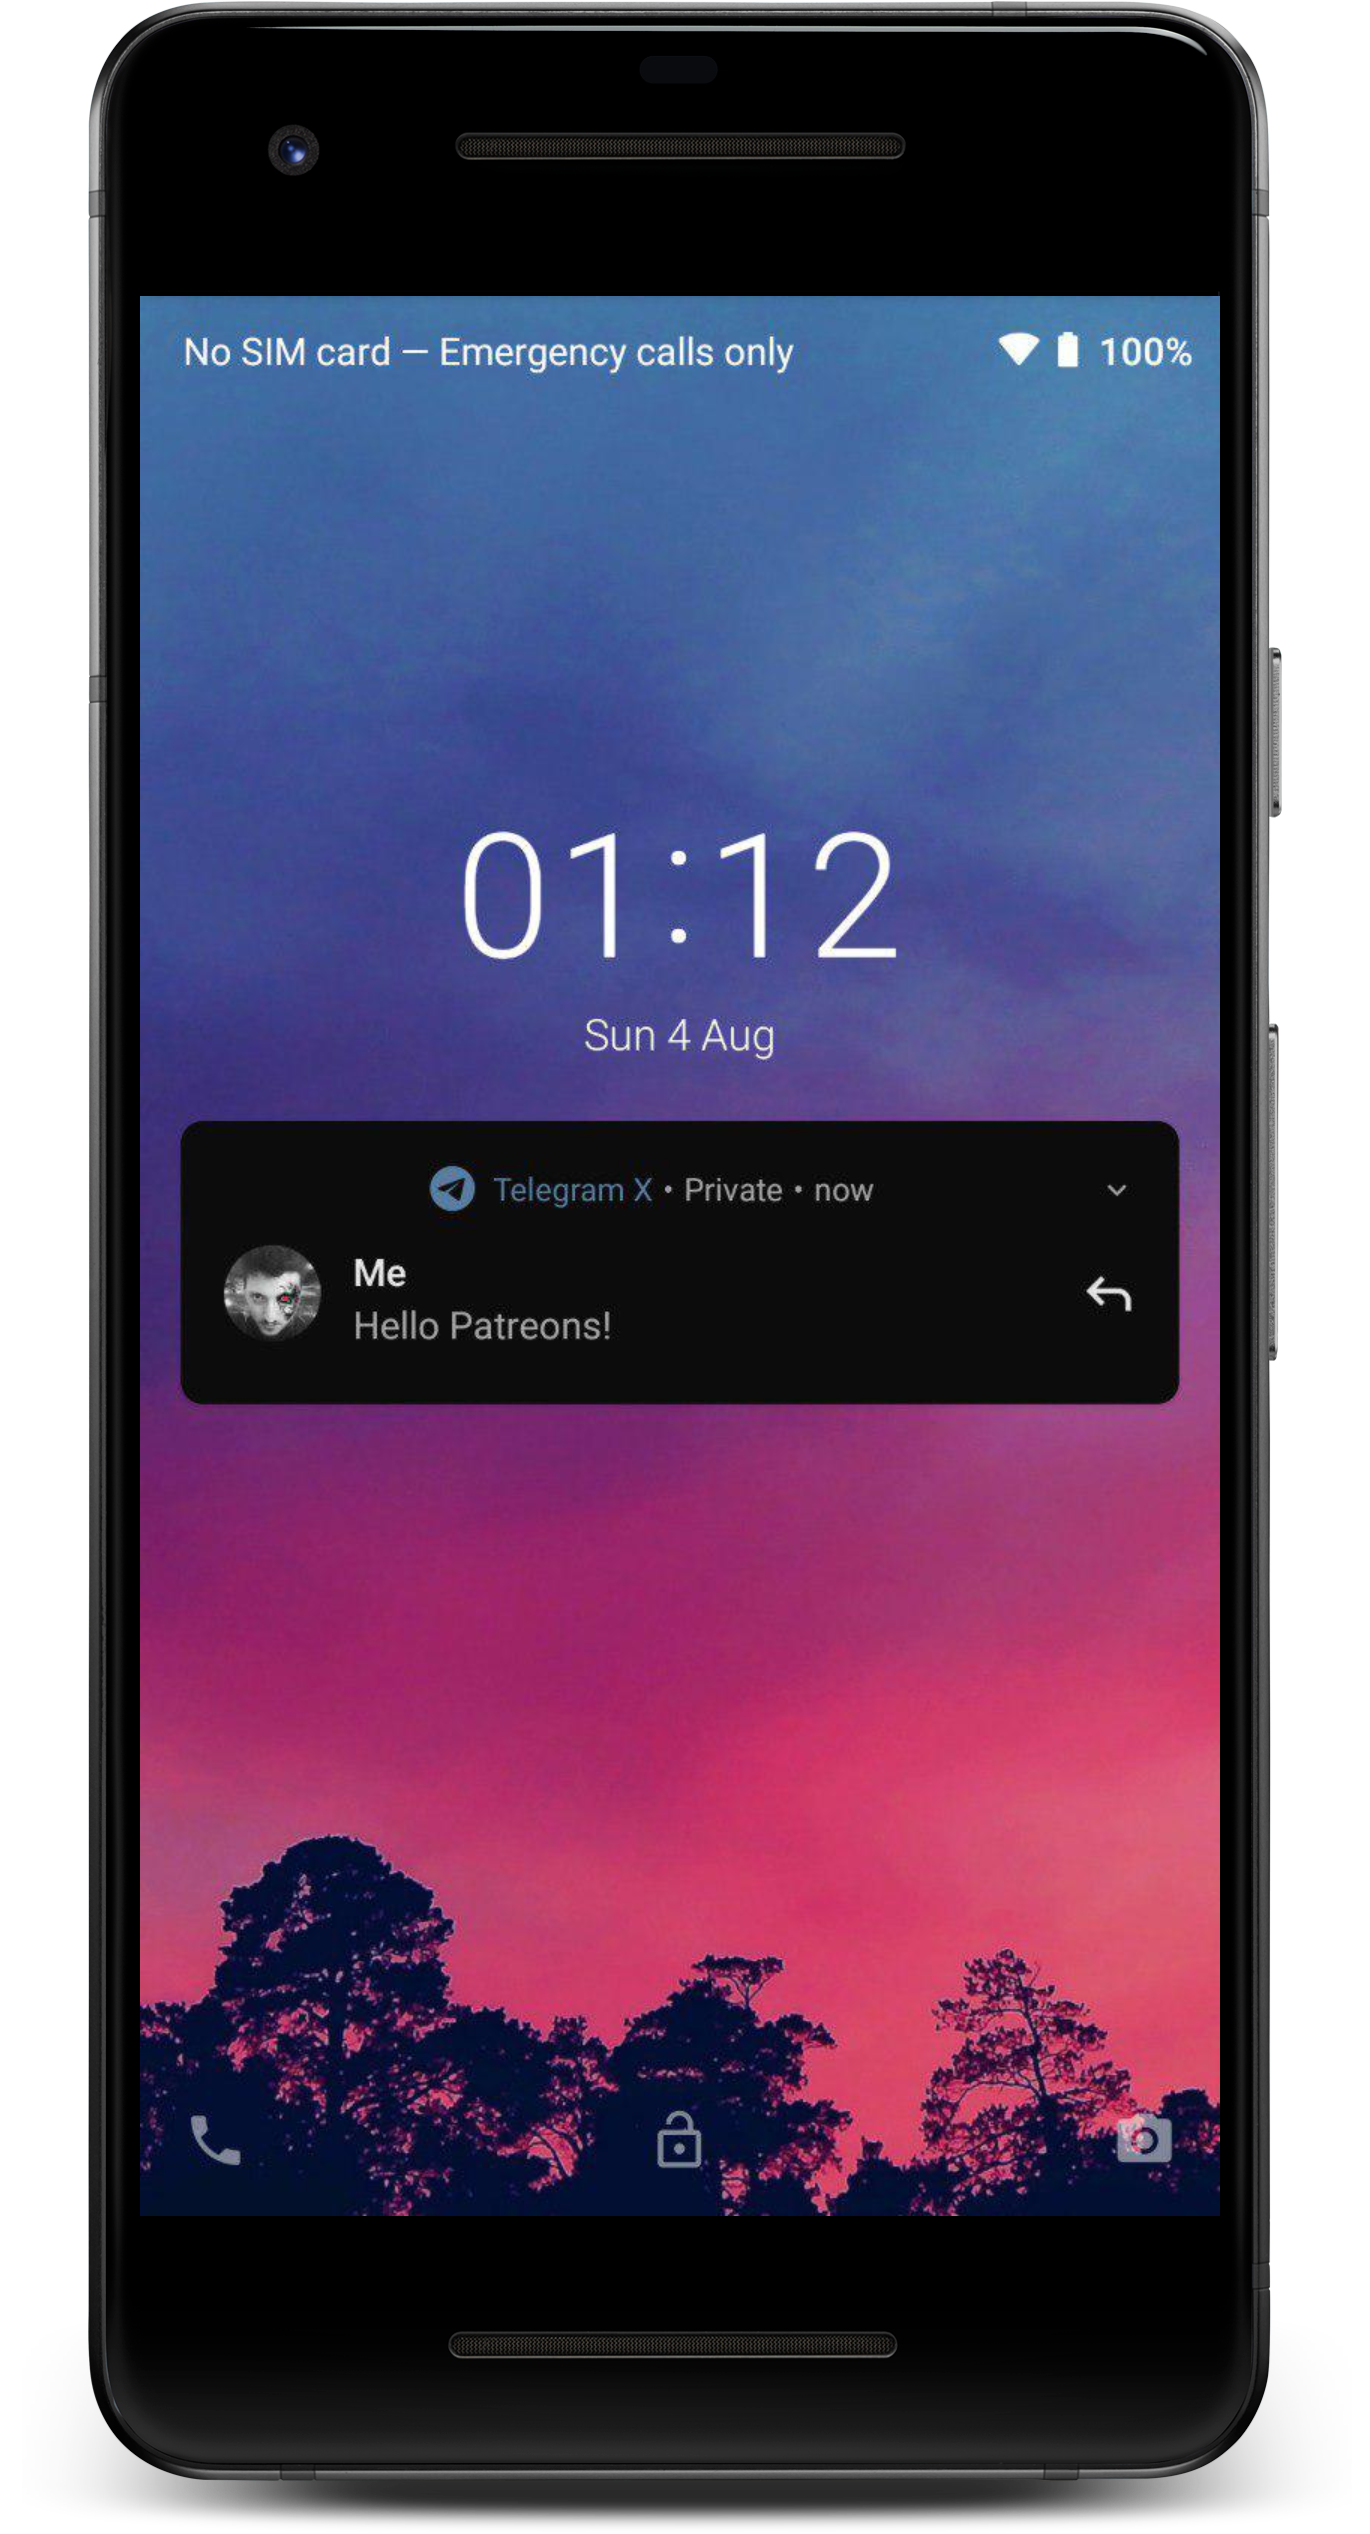 No SIM card — Emergency calls only 100%
01:12
Sun 4 Aug
Telegram X • Private • now
Me
Hello Patreons!